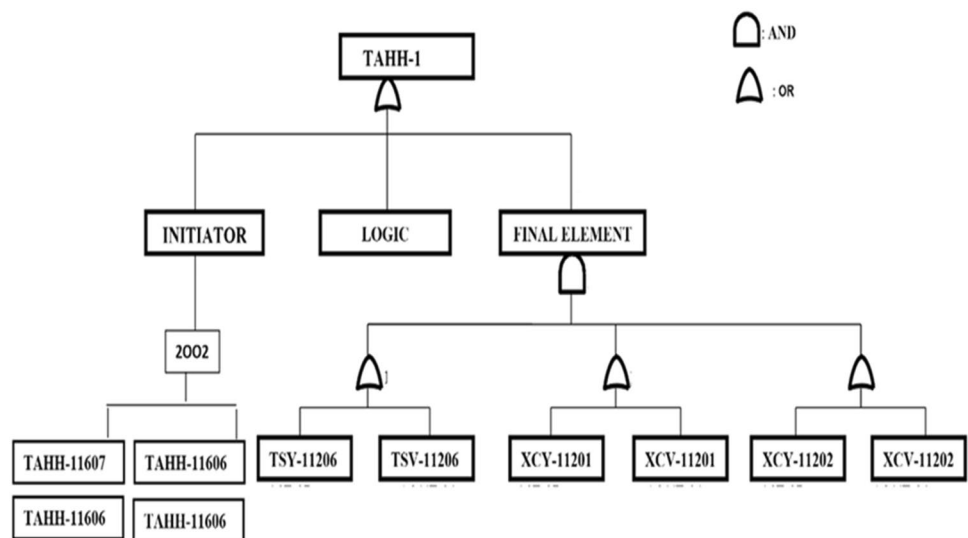 TAHH-1
: AND
: OR
INITIATOR
LOGIC
FINAL ELEMENT
2002
TAHH-11607
TAHH-11606
TSY-11206
TSV-11206
XCY-11201
XCV-11201
XCY-11202
XCV-11202
TAHH-11606
TAHH-11606